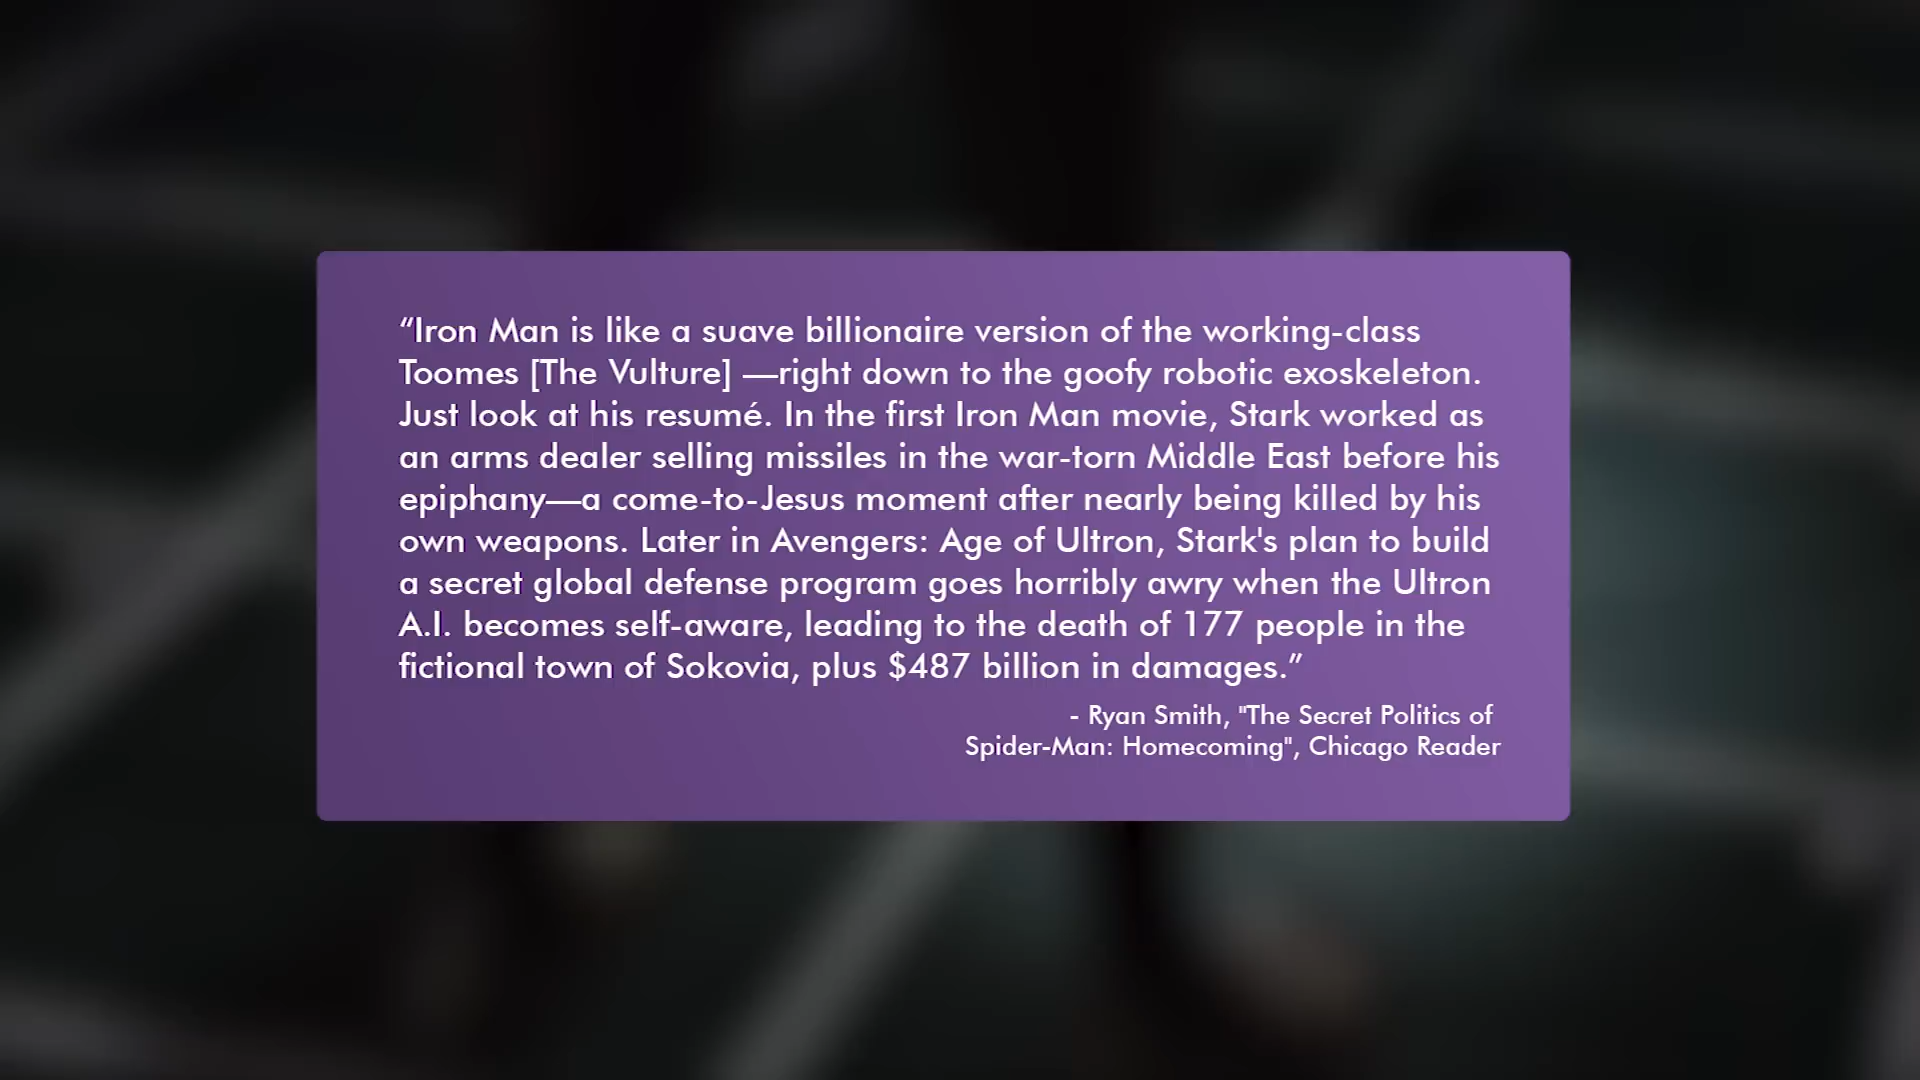 “Iron Man is like a suave billionaire version of the working-class
Toomes [The Vulture] —right down to the goofy robotic exoskeleton.
Just look at his resumé. In the first Iron Man movie, Stark worked as
an arms dealer selling missiles in the war-torn Middle East before his
epiphany—a come-to-Jesus moment after nearly being killed by his
own weapons. Later in Avengers: Age of Ultron, Stark's plan to build
a secret global defense program goes horribly awry when the Ultron
A.I. becomes self-aware, leading to the death of 177 people in the
fictional town of Sokovia, plus $487 billion in damages.”
- Ryan Smith, "The Secret Politics of
Spider-Man: Homecoming", Chicago Reader